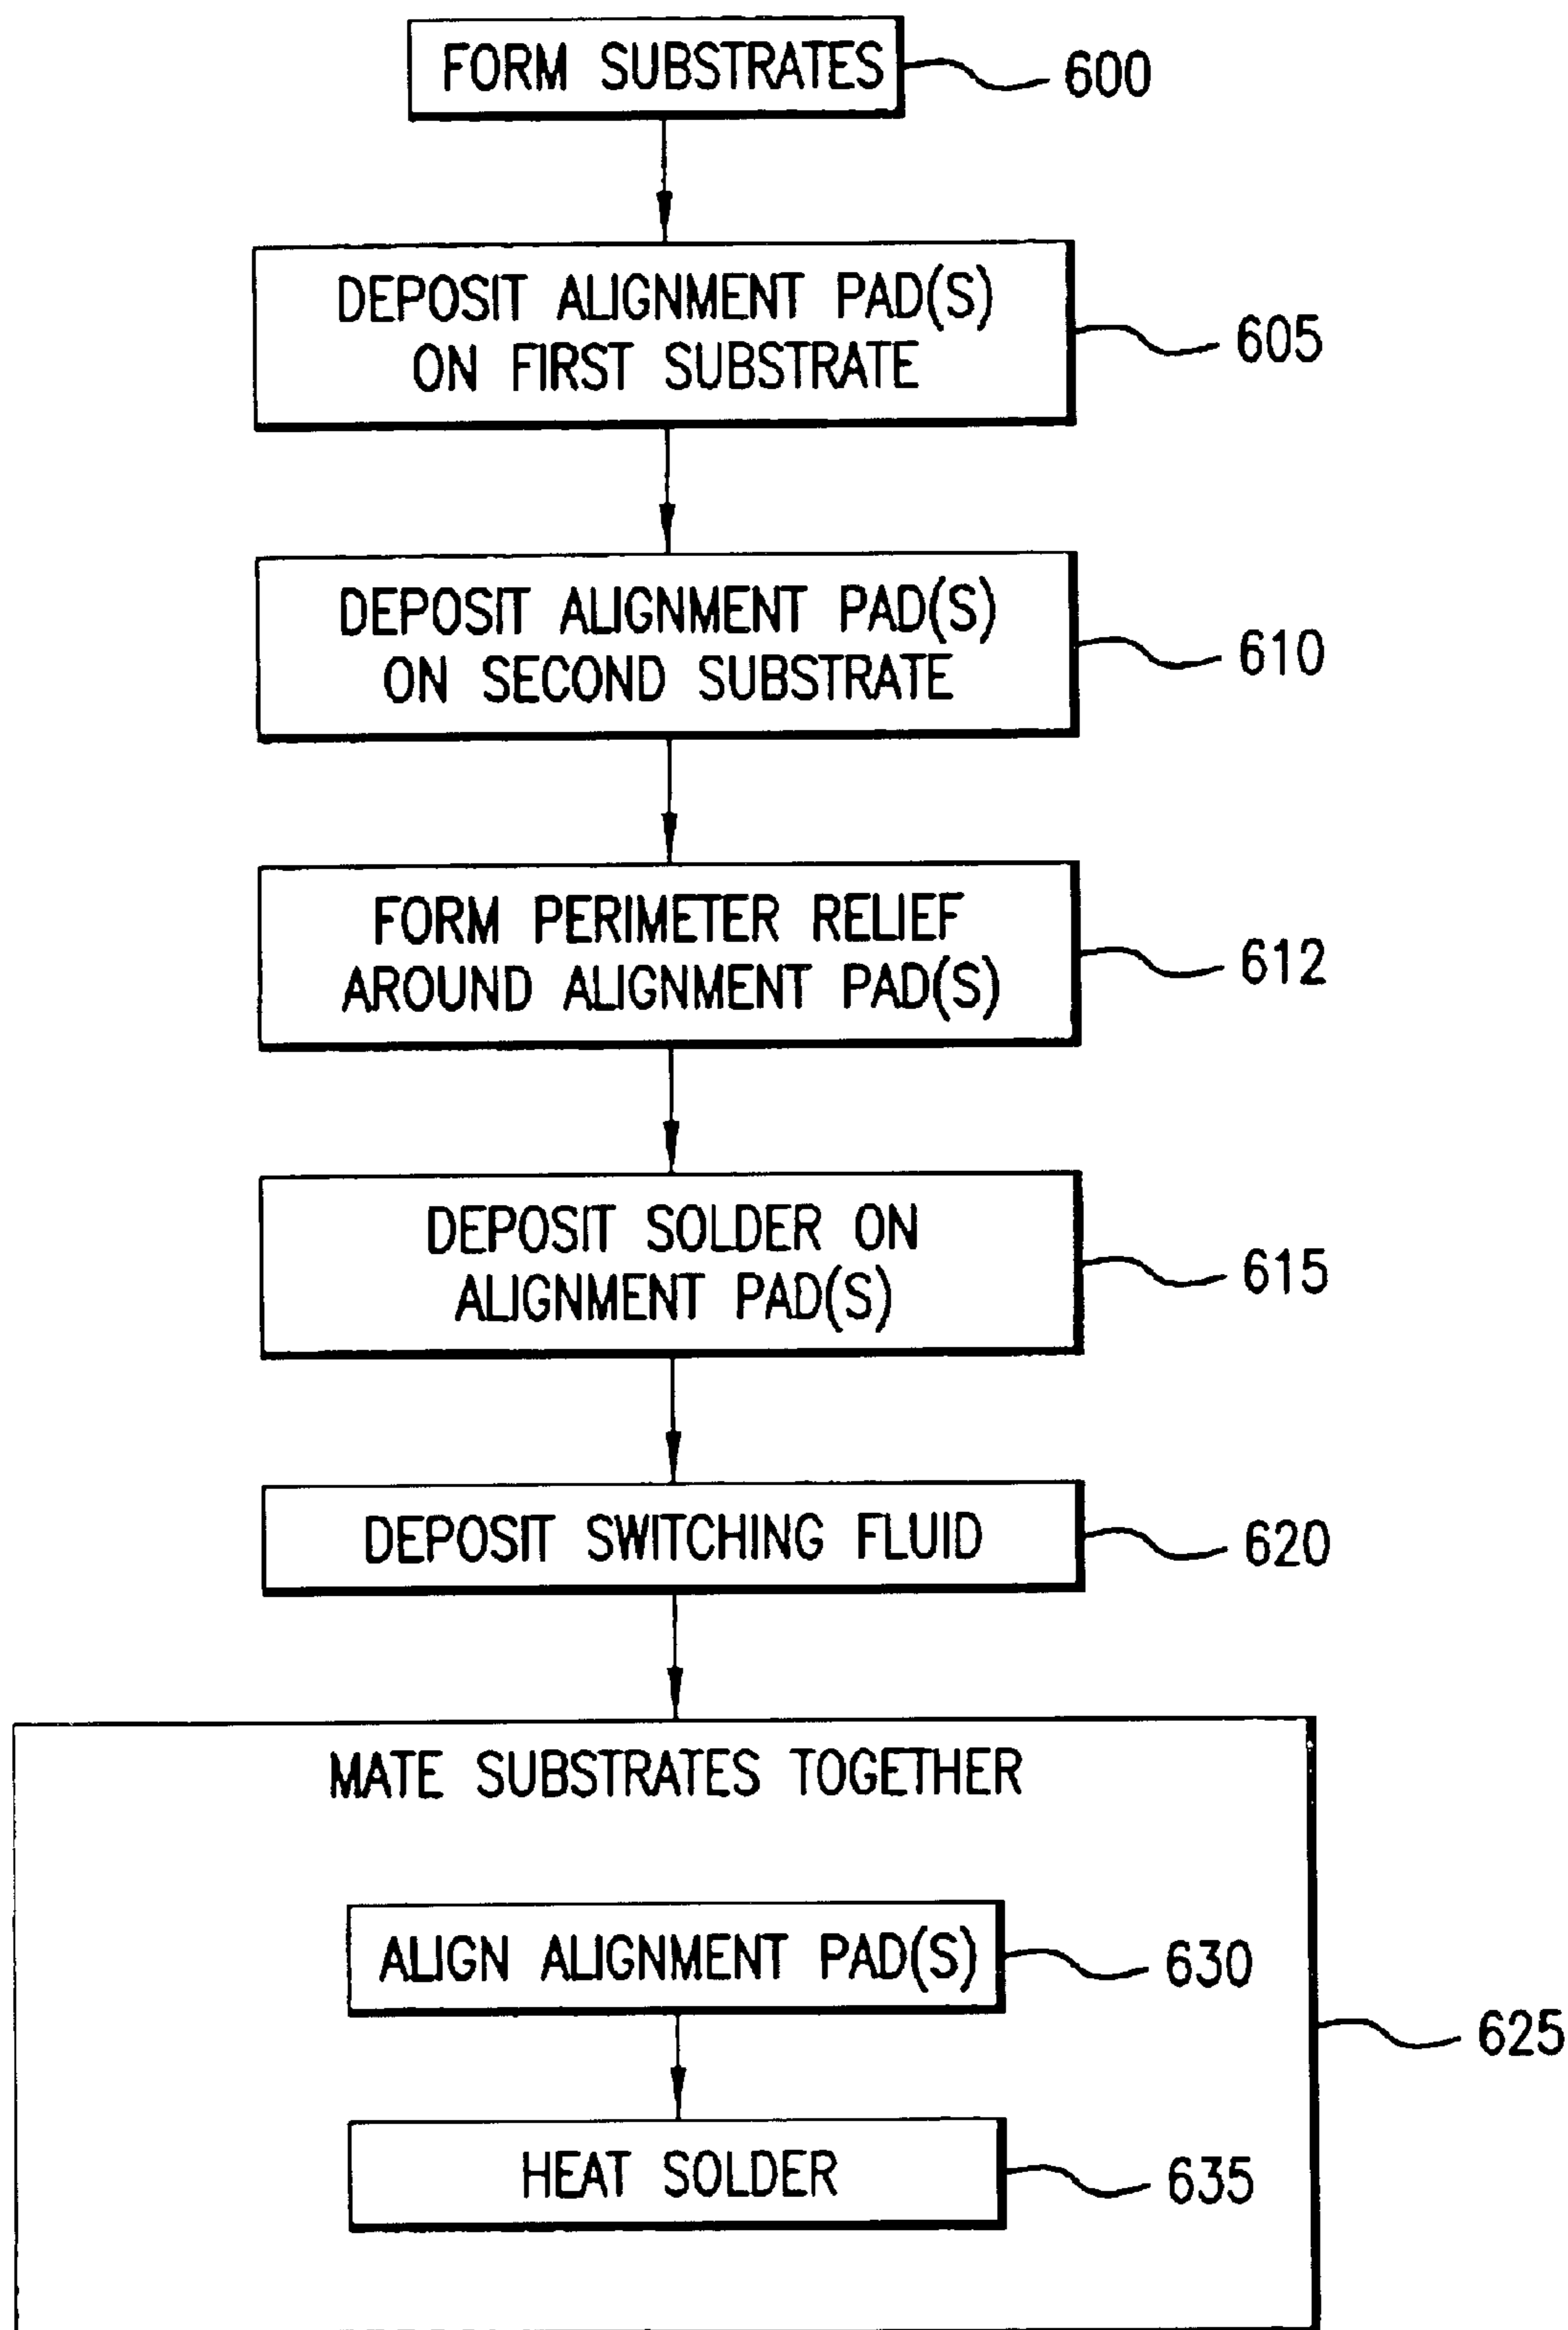 FORM SUBSTRATES
600
DEPOSIT ALIGNMENT PAD(S)
ON FIRST SUBSTRATE
605
DEPOSIT ALIGNMENT PAD(S)
ON SECOND SUBSTRATE
610
FORM PERIMETER RELIEF
AROUND ALIGNMENT PAD(S)
612
DEPOSIT SOLDER ON
ALIGNMENT PAD(S)
615
DEPOSIT SWITCHING FLUID
620
MATE SUBSTRATES TOGETHER
ALIGN ALIGNMENT PAD(S)
630
625
HEAT SOLDER
635